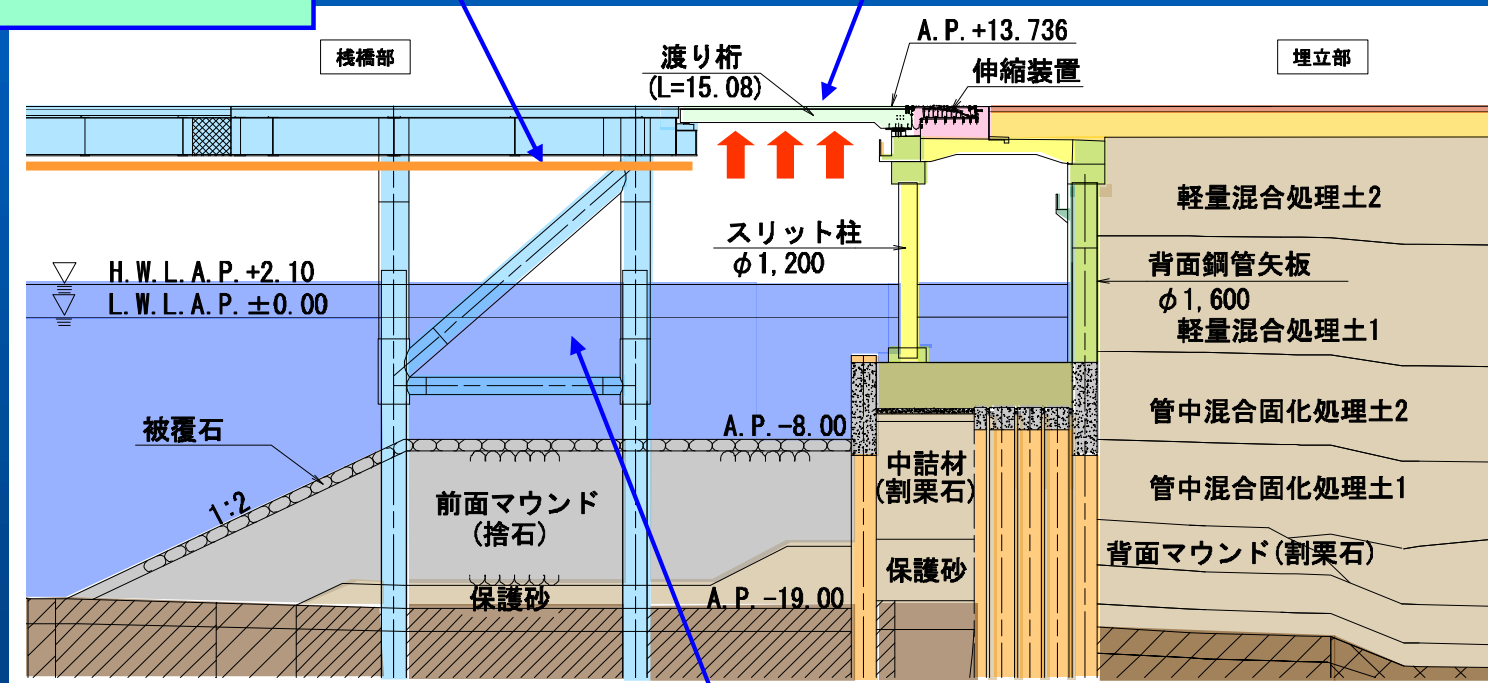 桟橋部
渡り桁
(L=15.08)
A.P.+13.736
伸縮装置
埋立部
軽量混合処理土2
スリット柱
φ1,200
背面鋼管矢板
φ1,600
H.W.L.A.P.+2.10
L.W.L.A.P.±0.00
軽量混合処理土1
被覆石
A.P.-8.00
管中混合固化処理土2
中詰材
(割栗石)
1:2
前面マウンド
(捨石)
管中混合固化処理土1
背面マウンド(割栗石)
保護砂
保護砂
A.P.-19.00